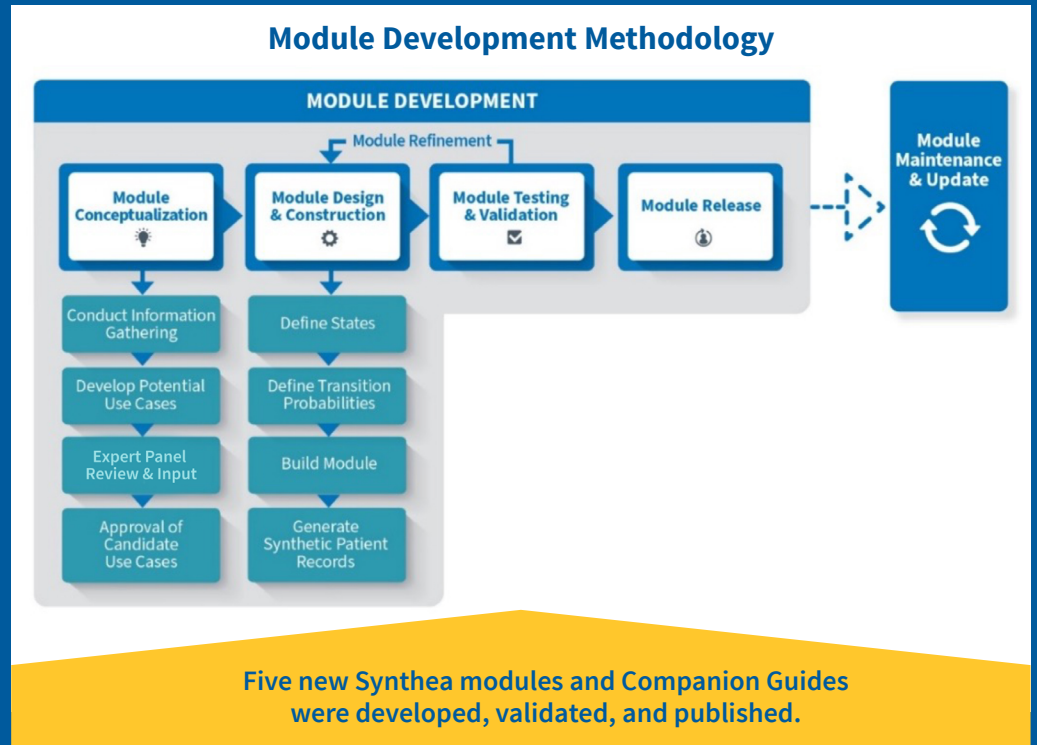 Module Development Methodology
MODULE DEVELOPMENT
Module Refinement
Module
Conceptualization
Module Design
& Construction
Module Testing
& Validation
Module Release
Module
Maintenance
& Update
Conduct Information
Gathering
Develop Potential
Use Cases
Expert Panel
Review & Input
Approval of
Candidate
Use Cases
Define States
Define Transition
Probabilities
Build Module
Generate
Synthetic Patient
Records
Five new Synthea modules and Companion Guides
were developed, validated, and published.